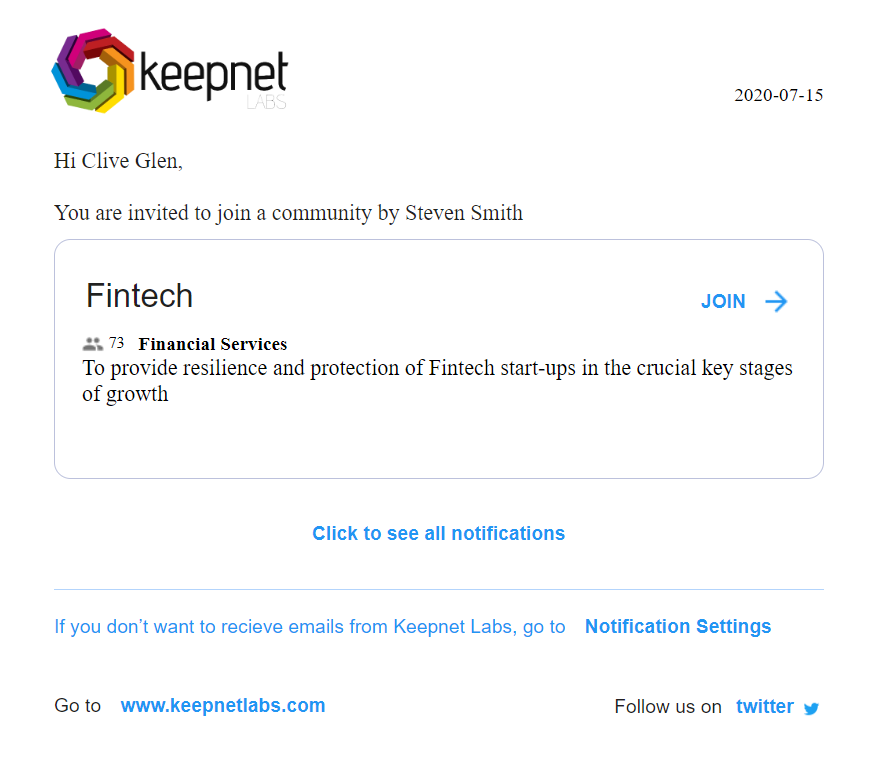 keepnet
LABS
2020-07-15
Hi Clive Glen,
You are invited to join a community by Steven Smith
Fintech
JOIN
73 Financial Services
To provide resilience and protection of Fintech start-ups in the crucial key stages
of growth
Click to see all notifications
If you don’t want to recieve emails from Keepnet Labs, go to Notification Settings
Go to www.keepnetlabs.com
Follow us on twitter